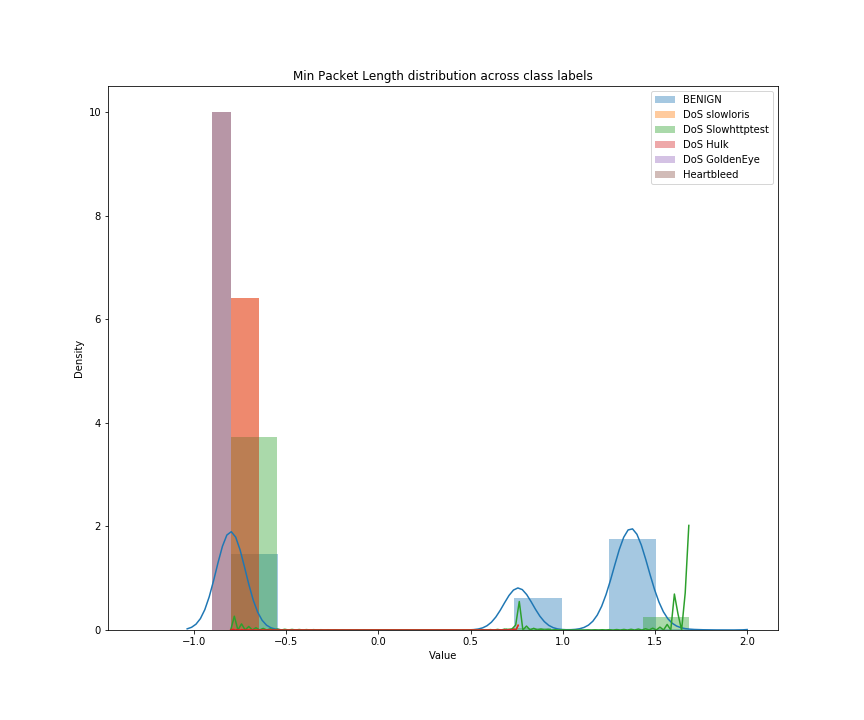 Min Packet Length distribution across class labels
BENIGN
DoS slowloris
DoS Slowhttptest
DoS Hulk
DoS GoldenEye
Heartbleed
10
8
6
4
2
0
Density
−1.0 −0.5 0.0 0.5 1.0 1.5 2.0
Value